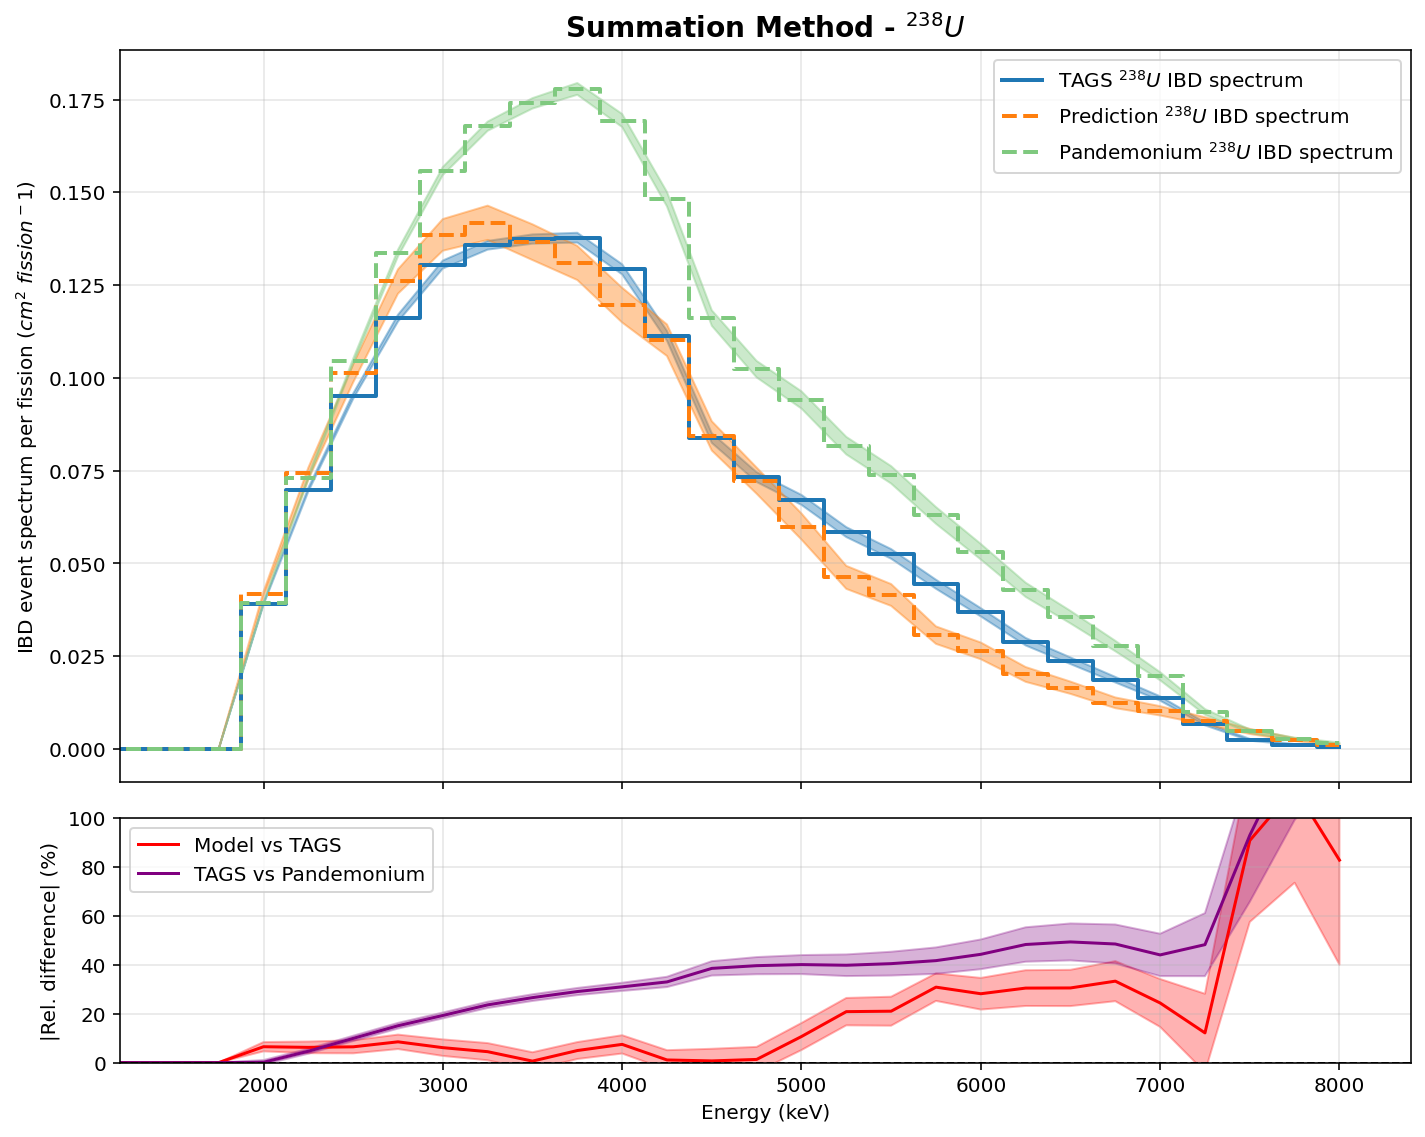 Summation Method - ²³⁸U
IBD event spectrum per fission (cm² fission⁻1)
0.175
0.150
0.125
0.100
0.075
0.050
0.025
0.000
TAGS ²³⁸U IBD spectrum
Prediction ²³⁸U IBD spectrum
Pandemonium ²³⁸U IBD spectrum
|Rel. difference| (%)
100
80
60
40
20
0
Model vs TAGS
TAGS vs Pandemonium
2000 3000 4000 5000 6000 7000 8000
Energy (keV)